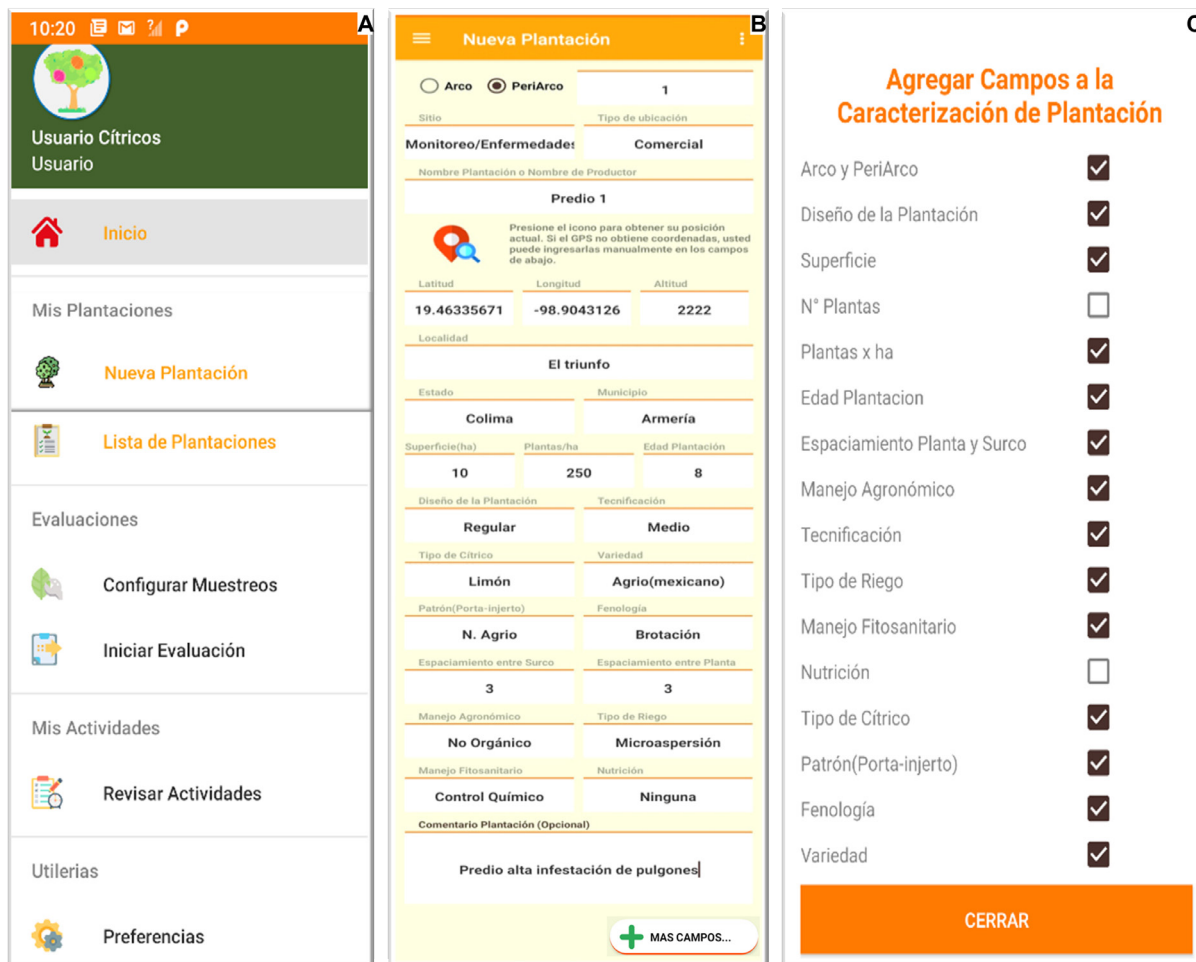 10:20
A
Usuario Cítricos
Usuario
Inicio
Mis Plantaciones
Nueva Plantación
Lista de Plantaciones
Evaluaciones
Configurar Muestreos
Iniciar Evaluación
Mis Actividades
Revisar Actividades
Utilerias
Preferencias
B
Nueva Plantación
Arco PeriArco 1
Sitio Tipo de ubicación
Monitoreo/Enfermedades Comercial
Nombre Plantación o Nombre de Productor
Predio 1
Presione el icono para obtener su posición
actual. Si el GPS no obtiene coordenadas, usted
puede ingresarlas manualmente en los campos
de abajo.
Latitud Longitud Altitud
19.46335671 -98.9043126 2222
Localidad
El triunfo
Estado Municipio
Colima Armería
Superficie(ha) Plantas/ha Edad Plantación
10 250 8
Diseño de la Plantación Tecnificación
Regular Medio
Tipo de Cítrico Variedad
Limón Agrio(mexicano)
Patrón(Porta-injerto) Fenología
N. Agrio Brotación
Espaciamiento entre Surco Espaciamiento entre Planta
3 3
Manejo Agronómico Tipo de Riego
No Orgánico Microaspersión
Manejo Fitosanitario Nutrición
Control Químico Ninguna
Comentario Plantación (Opcional)
Predio alta infestación de pulgones
MAS CAMPOS...
C
Agregar Campos a la
Caracterización de Plantación
Arco y PeriArco
Diseño de la Plantación
Superficie
N° Plantas
Plantas x ha
Edad Plantacion
Espaciamiento Planta y Surco
Manejo Agronómico
Tecnificación
Tipo de Riego
Manejo Fitosanitario
Nutrición
Tipo de Cítrico
Patrón(Porta-injerto)
Fenología
Variedad
CERRAR